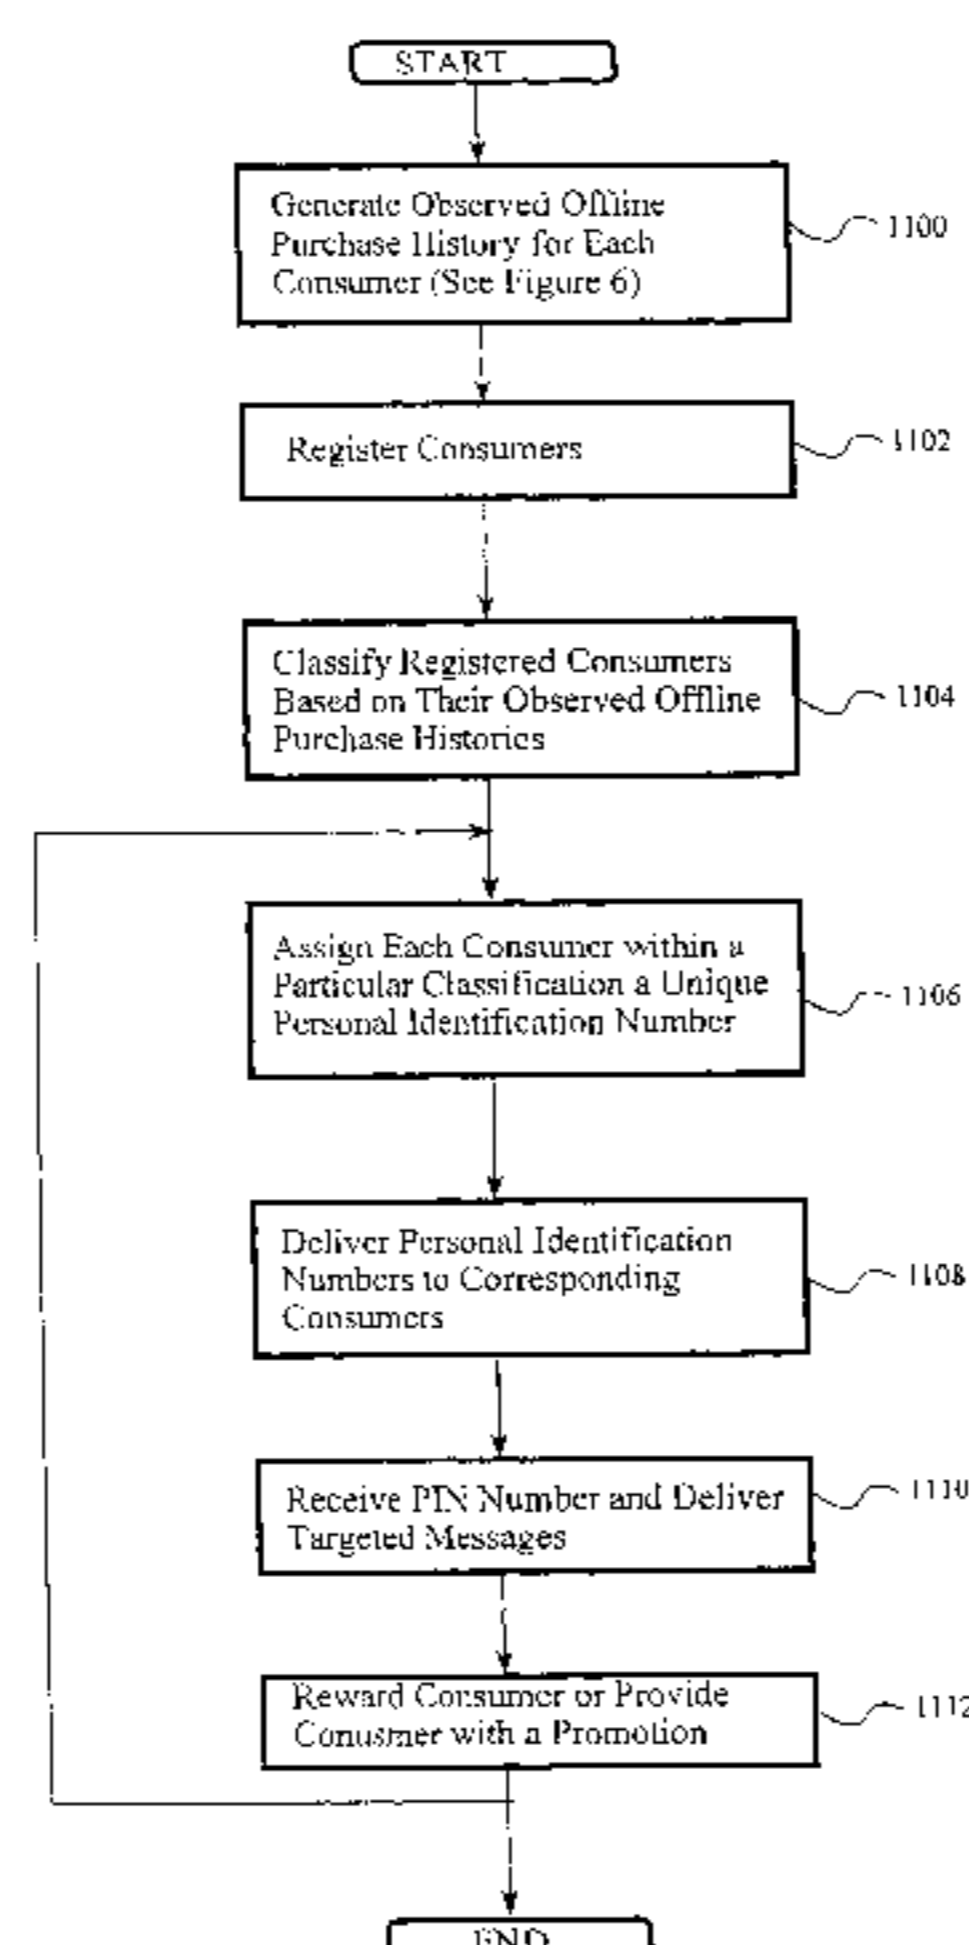 START
Generate Observed Offline
Purchase History for Each
Consumer (See Figure 6)
1100
Register Consumers
1102
Classify Registered Consumers
Based on Their Observed Offline
Purchase Histories
1104
Assign Each Consumer within a
Particular Classification a Unique
Personal Identification Number
1106
Deliver Personal Identification
Numbers to Corresponding
Consumers
1108
Receive PIN Number and Deliver
Targeted Messages
1110
Reward Consumer or Provide
Conusmer with a Promotion
1112
END